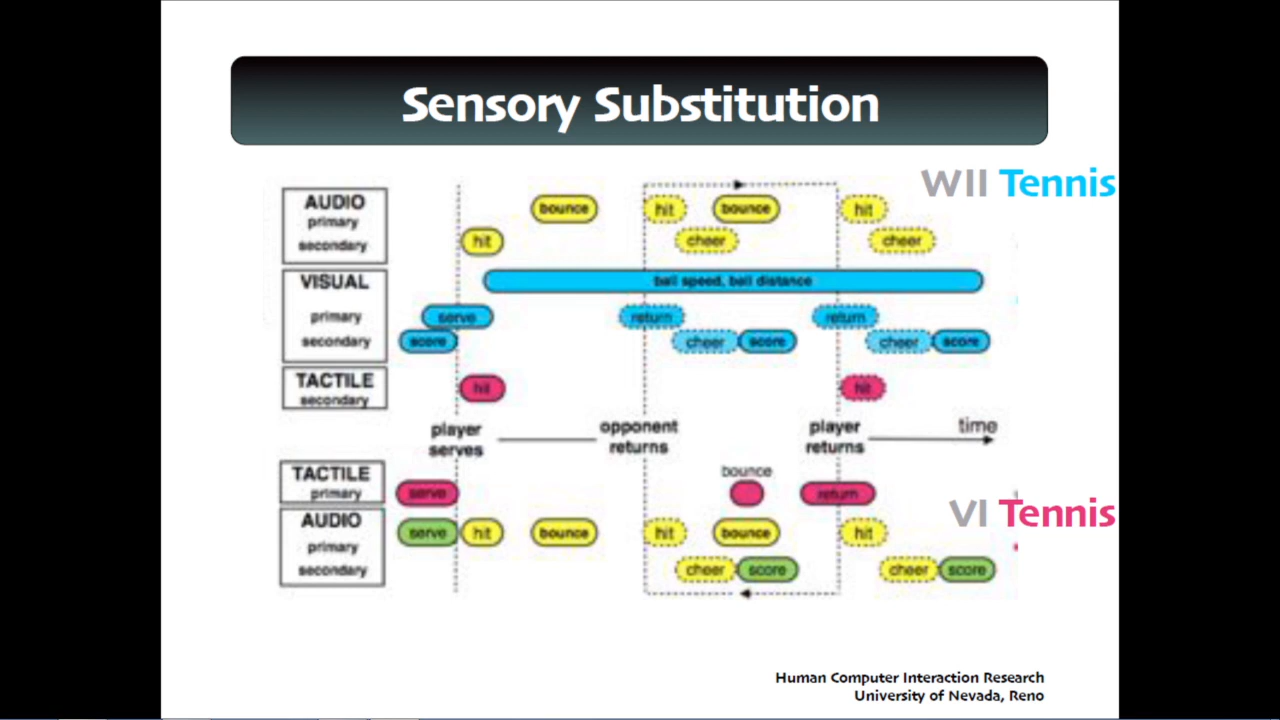 Sensory Substitution
WII Tennis
AUDIO
primary
secondary
bounce
hit
bounce
hit
hit
cheer
cheer
VISUAL
primary
secondary
ball speed, ball distance
serve
return
return
score
cheer
score
cheer
score
TACTILE
secondary
hit
hit
player
serves
opponent
returns
player
returns
time
TACTILE
primary
serve
bounce
return
VI Tennis
AUDIO
primary
secondary
serve
hit
bounce
hit
bounce
hit
cheer
score
cheer
score
Human Computer Interaction Research
University of Nevada, Reno